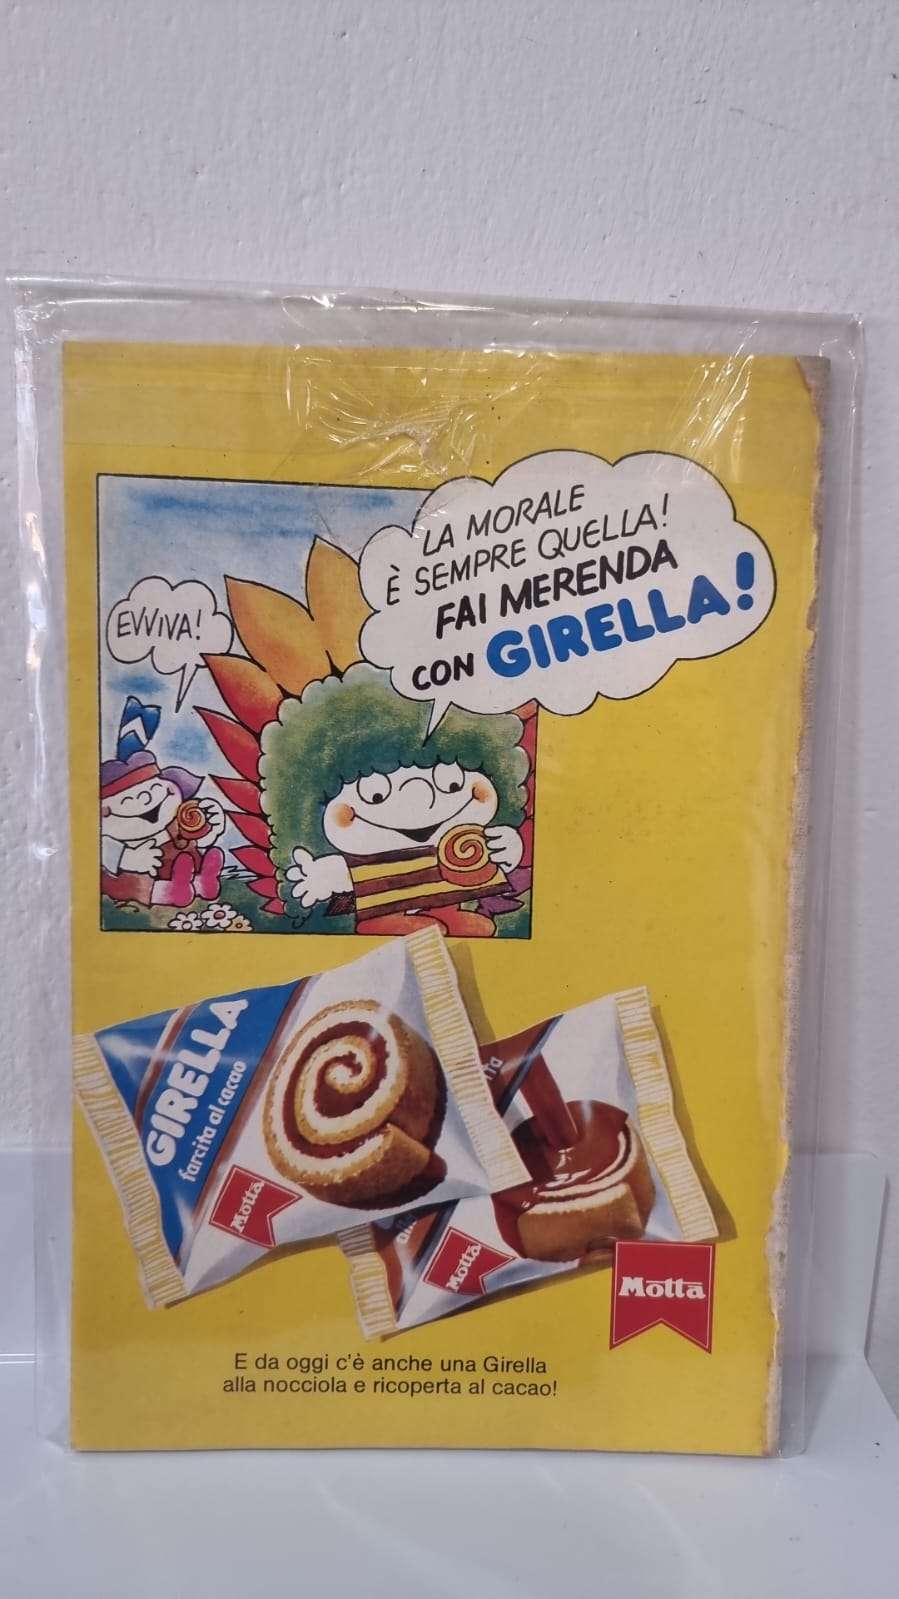 LA MORALE
È SEMPRE QUELLA!
FAI MERENDA
CON GIRELLA!
EVVIVA!
GIRELLA
farcita al cacao
Motta
Motta
Motta
E da oggi c'è anche una Girella
alla nocciola e ricoperta al cacao!